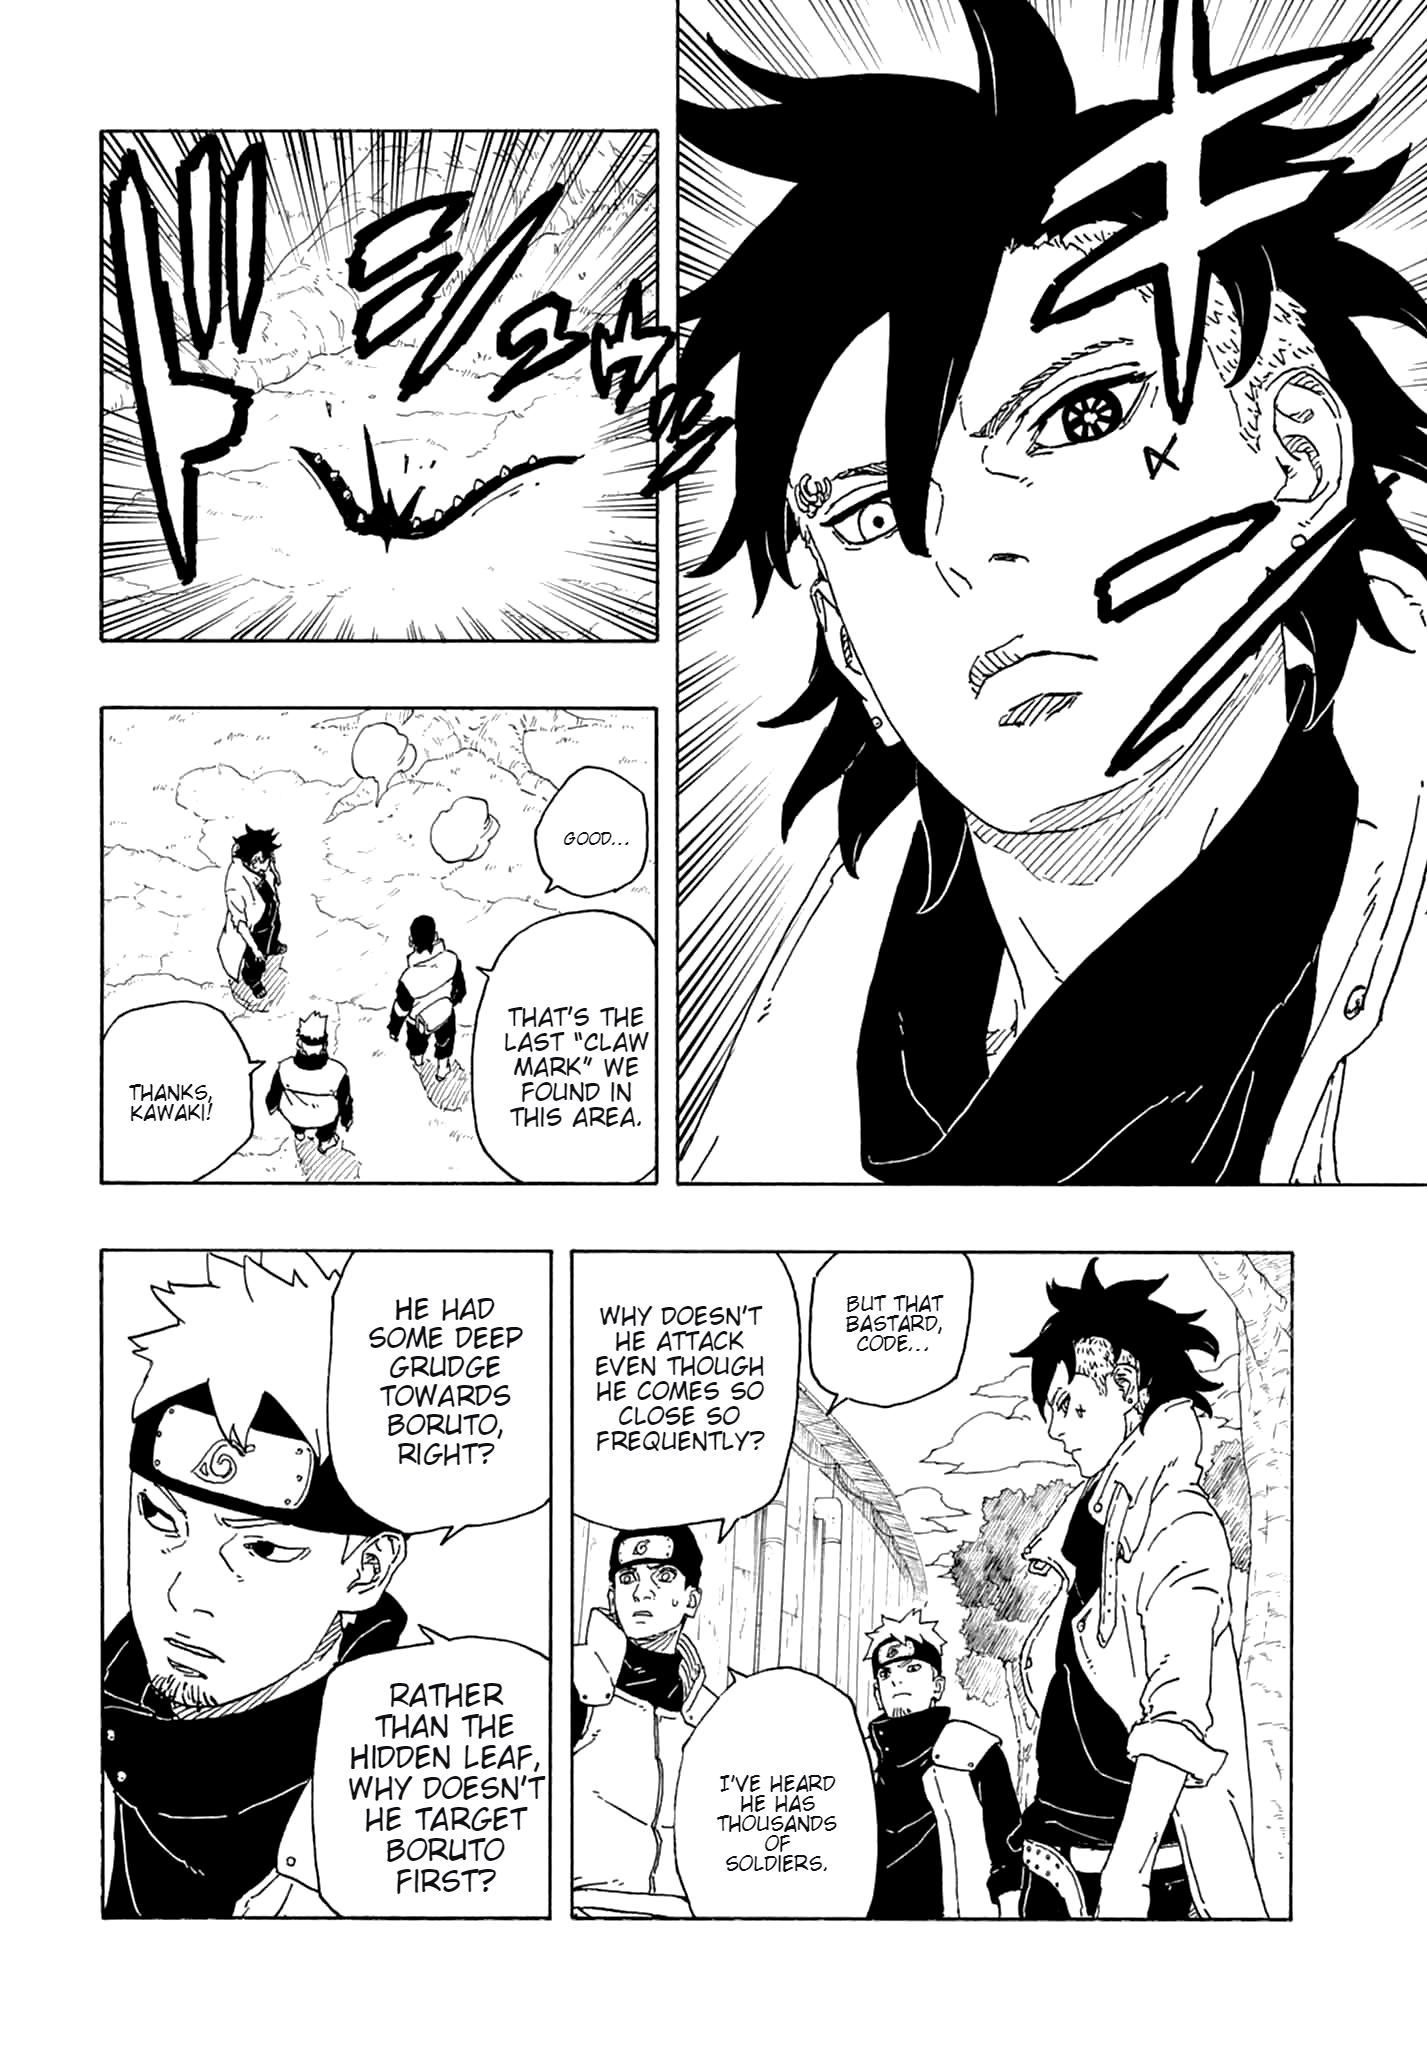 GOOD...
THAT'S THE
LAST "CLAW
MARK" WE
FOUND IN
THIS AREA.
THANKS,
KAWAKI!
BUT THAT
BASTARD,
CODE...
WHY DOESN'T
HE ATTACK
EVEN THOUGH
HE COMES SO
CLOSE SO
FREQUENTLY?
I'VE HEARD
HE HAS
THOUSANDS
OF
SOLDIERS.
HE HAD
SOME DEEP
GRUDGE
TOWARDS
BORUTO,
RIGHT?
RATHER
THAN THE
HIDDEN LEAF,
WHY DOESN'T
HE TARGET
BORUTO
FIRST?